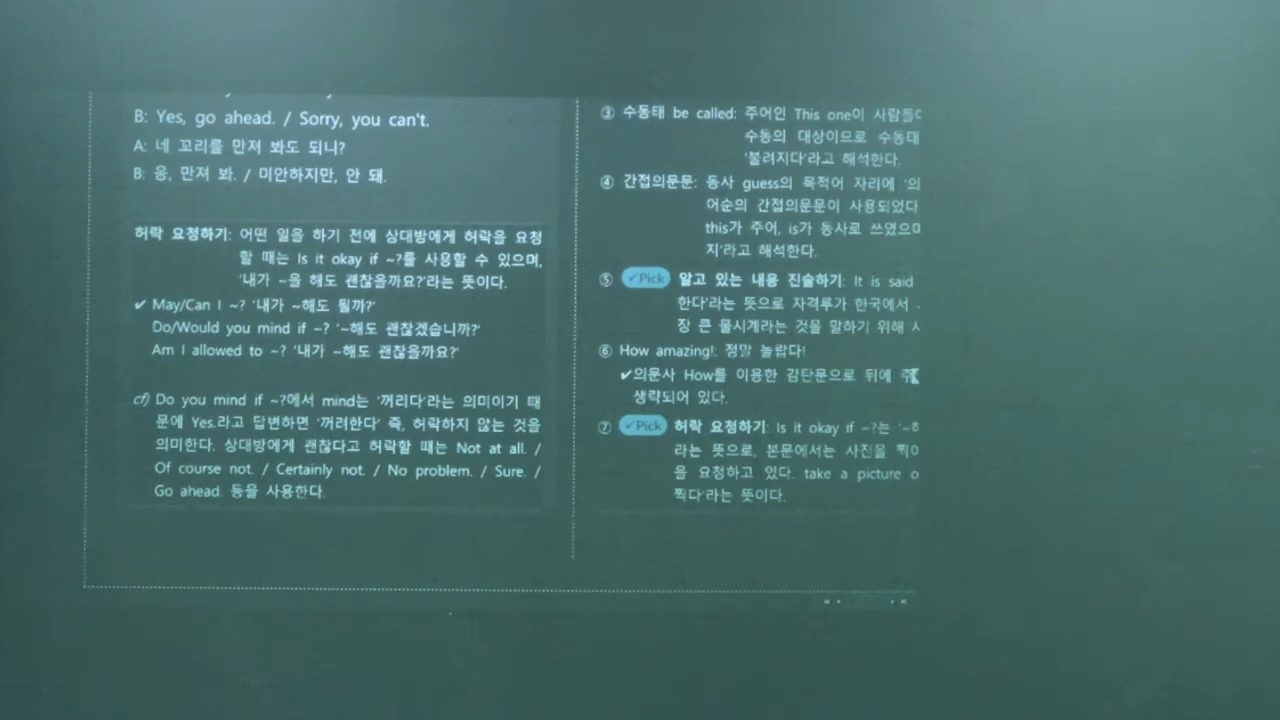 B: Yes, go ahead. / Sorry, you can't.
A: 네 꼬리를 만져 봐도 되니?
B: 응, 만져 봐. / 미안하지만, 안 돼.
허락 요청하기: 어떤 일을 하기 전에 상대방에게 허락을 요청
할 때는 Is it okay if ~?를 사용할 수 있으며,
'내가 ~을 해도 괜찮을까요?'라는 뜻이다.
✔ May/Can I ~? '내가 ~해도 될까?'
Do/Would you mind if ~? '~해도 괜찮겠습니까?'
Am I allowed to ~? '내가 ~해도 괜찮을까요?'
cf) Do you mind if ~?에서 mind는 '꺼리다'라는 의미이기 때
문에 Yes.라고 답변하면 '꺼려한다' 즉, 허락하지 않는 것을
의미한다. 상대방에게 괜찮다고 허락할 때는 Not at all. /
Of course not. / Certainly not. / No problem. / Sure. /
Go ahead. 등을 사용한다.
③ 수동태 be called: 주어인 This one이 사람들
수동의 대상이므로 수동대
'불려지다'라고 해석한다.
④ 간접의문문: 동사 guess의 목적어 자리에 '의
어순의 간접의문문이 사용되었다
this가 주어, is가 동사로 쓰였으며
지'라고 해석한다.
⑤ ✔Pick 알고 있는 내용 진술하기: It is said
한다'라는 뜻으로 자격루가 한국에서
장 큰 물시계라는 것을 말하기 위해
⑥ How amazing!: 정말 놀랍다!
✔의문사 How를 이용한 감탄문으로 뒤에
생략되어 있다.
⑦ ✔Pick 허락 요청하기: Is it okay if ~?는 '~
라는 뜻으로, 본문에서는 사진을 찍
을 요청하고 있다. take a picture o
찍다'라는 뜻이다.